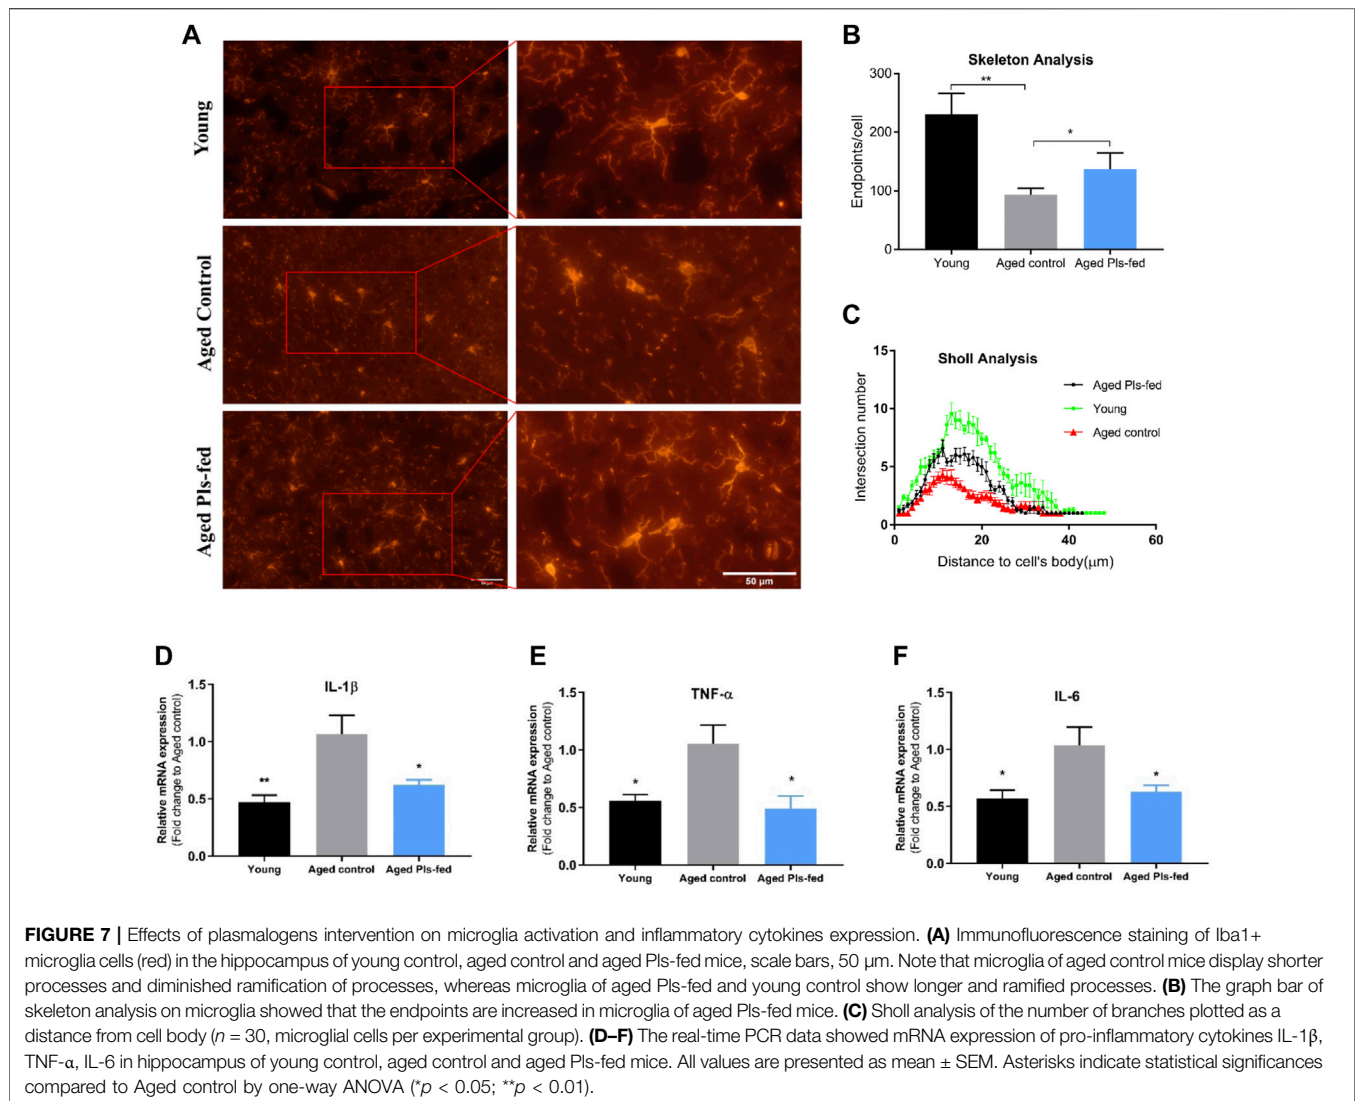 A
Young
Aged Control
Aged Pls-fed
50 µm
B
Skeleton Analysis
Endpoints/cell
300
200
100
0
**
*
Young
Aged control
Aged Pls-fed
C
Sholl Analysis
Intersection number
15
10
5
0
Aged Pls-fed
Young
Aged control
0
20
40
60
Distance to cell's body(μm)
D
IL-1β
Relative mRNA expression
(Fold change to Aged control)
1.5
1.0
0.5
0.0
**
*
Young
Aged control
Aged Pls-fed
E
TNF-α
Relative mRNA expression
(Fold change to Aged control)
1.5
1.0
0.5
0.0
*
*
Young
Aged control
Aged Pls-fed
F
IL-6
Relative mRNA expression
(Fold change to Aged control)
1.5
1.0
0.5
0.0
*
*
Young
Aged control
Aged Pls-fed
FIGURE 7 | Effects of plasmalogens intervention on microglia activation and inflammatory cytokines expression. (A) Immunofluorescence staining of Iba1+
microglia cells (red) in the hippocampus of young control, aged control and aged Pls-fed mice, scale bars, 50 µm. Note that microglia of aged control mice display shorter
processes and diminished ramification of processes, whereas microglia of aged Pls-fed and young control show longer and ramified processes. (B) The graph bar of
skeleton analysis on microglia showed that the endpoints are increased in microglia of aged Pls-fed mice. (C) Sholl analysis of the number of branches plotted as a
distance from cell body (n = 30, microglial cells per experimental group). (D–F) The real-time PCR data showed mRNA expression of pro-inflammatory cytokines IL-1β,
TNF-α, IL-6 in hippocampus of young control, aged control and aged Pls-fed mice. All values are presented as mean ± SEM. Asterisks indicate statistical significances
compared to Aged control by one-way ANOVA (*p < 0.05; **p < 0.01).